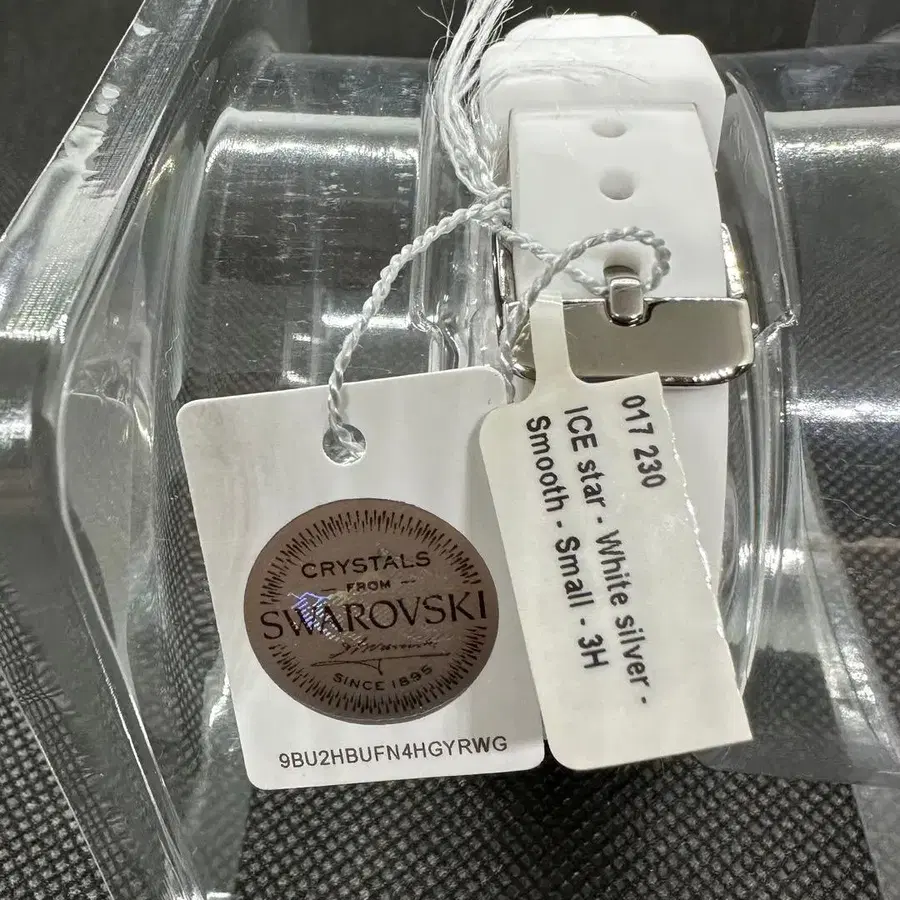 CRYSTALS
FROM
SWAROVSKI
SINCE 1895
9BU2HBUFN4HGYRWG
017 230
ICE star - White silver -
Smooth - Small - 3H